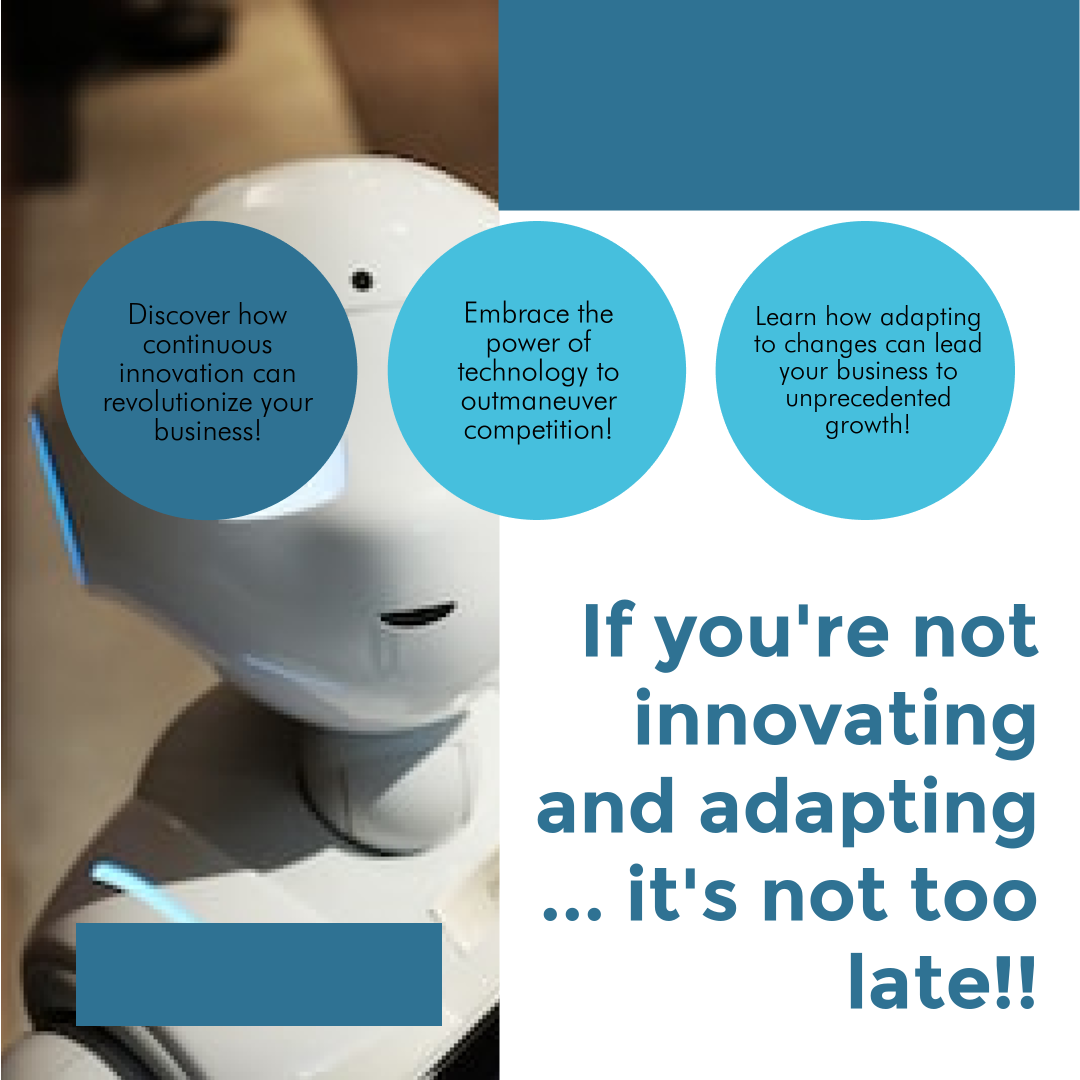 Discover how
continuous
innovation can
revolutionize your
business!
Embrace the
power of
technology to
outmaneuver
competition!
Learn how adapting
to changes can lead
your business to
unprecedented
growth!
If you're not
innovating
and adapting
... it's not too
late!!